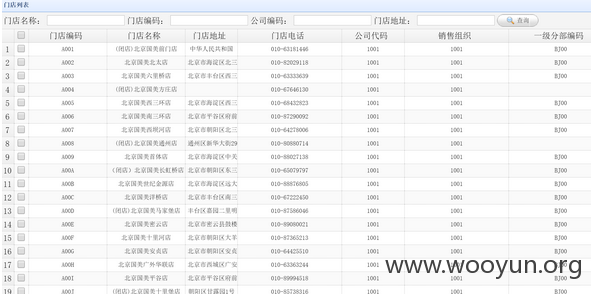 门店列表
门店名称: 门店编码: 公司编码: 门店地址: 查询
门店编码 门店名称 门店地址 门店电话 公司代码 销售组织 一级分部编码
1 A001 (闭店)北京国美前门店 中华人民共和国 010-63181446 1001 1001 BJ00
2 A002 北京国美北太店 北京市海淀区北三 010-82029118 1001 1001 BJ00
3 A003 北京国美六里桥店 北京市丰台区西三 010-63333639 1001 1001 BJ00
4 A004 (闭店)北京国美方庄店 010-67646130 1001 1001 BJ00
5 A005 北京国美西三环店 北京市海淀区西三 010-68432823 1001 1001 BJ00
6 A006 北京国美南三环店 北京市平谷区府前 010-87290092 1001 1001 BJ00
7 A007 北京国美西坝河店 北京市朝阳区北三 010-64278006 1001 1001 BJ00
8 A008 (闭店)北京国美通州店 通州区新华大街29 010-80880714 1001 1001 BJ00
9 A009 北京国美首体店 北京市海淀区中关 010-88027138 1001 1001 BJ00
10 A00A (闭店)北京国美长虹桥店 北京市朝阳区东三 010-65079797 1001 1001 BJ00
11 A00B 北京国美世纪金源店 北京市海淀区远大 010-88876805 1001 1001 BJ00
12 A00C 北京国美洋桥店 北京市丰台区南三 010-67222450 1001 1001 BJ00
13 A00D (闭店)北京国美马家堡店 丰台区嘉园二里明 010-87586046 1001 1001 BJ00
14 A00E 北京国美密云店 北京市密云县鼓楼 010-69090021 1001 1001 BJ00
15 A00F 北京国美十里河店 北京市朝阳区大羊 010-87365213 1001 1001 BJ00
16 A00G 北京国美安贞店 北京市朝阳区安贞 010-64425510 1001 1001 BJ00
17 A00H 北京国美广外华联店 北京市西城区广安 010-63363244 1001
18 A00I 北京国美平谷店 北京市平谷区府前 010-89994518 1001
19 A00J (闭店)北京国美十 朝阳区甘露园1号 010-85738316 1001 1001 BJ00
www.wooyun.org